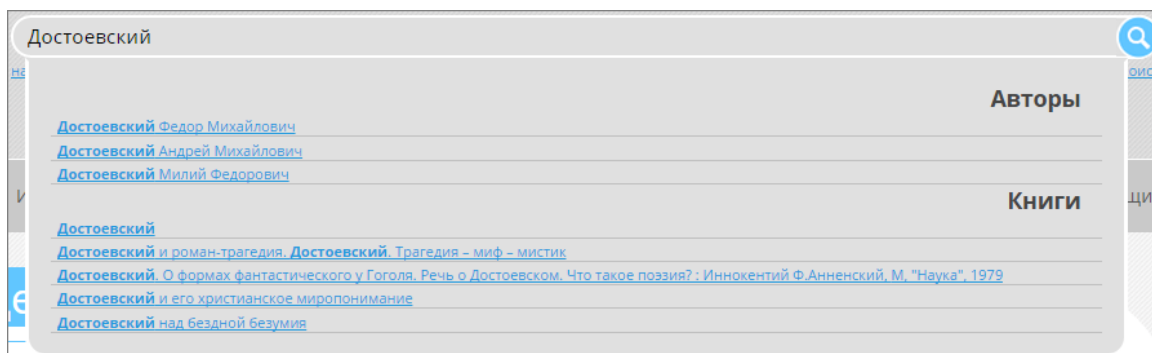 Достоевский
на
Авторы
Достоевский Федор Михайлович
Достоевский Андрей Михайлович
Достоевский Милий Федорович
Книги
Достоевский
Достоевский и роман-трагедия. Достоевский. Трагедия – миф – мистик
Достоевский. О формах фантастического у Гоголя. Речь о Достоевском. Что такое поэзия? : Иннокентий Ф.Анненский, М, "Наука", 1979
Достоевский и его христианское миропонимание
Достоевский над бездной безумия